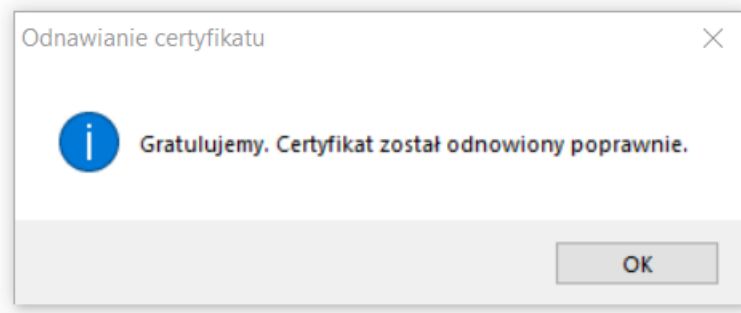 Odnawianie certyfikatu
Gratulujemy. Certyfikat został odnowiony poprawnie.
OK